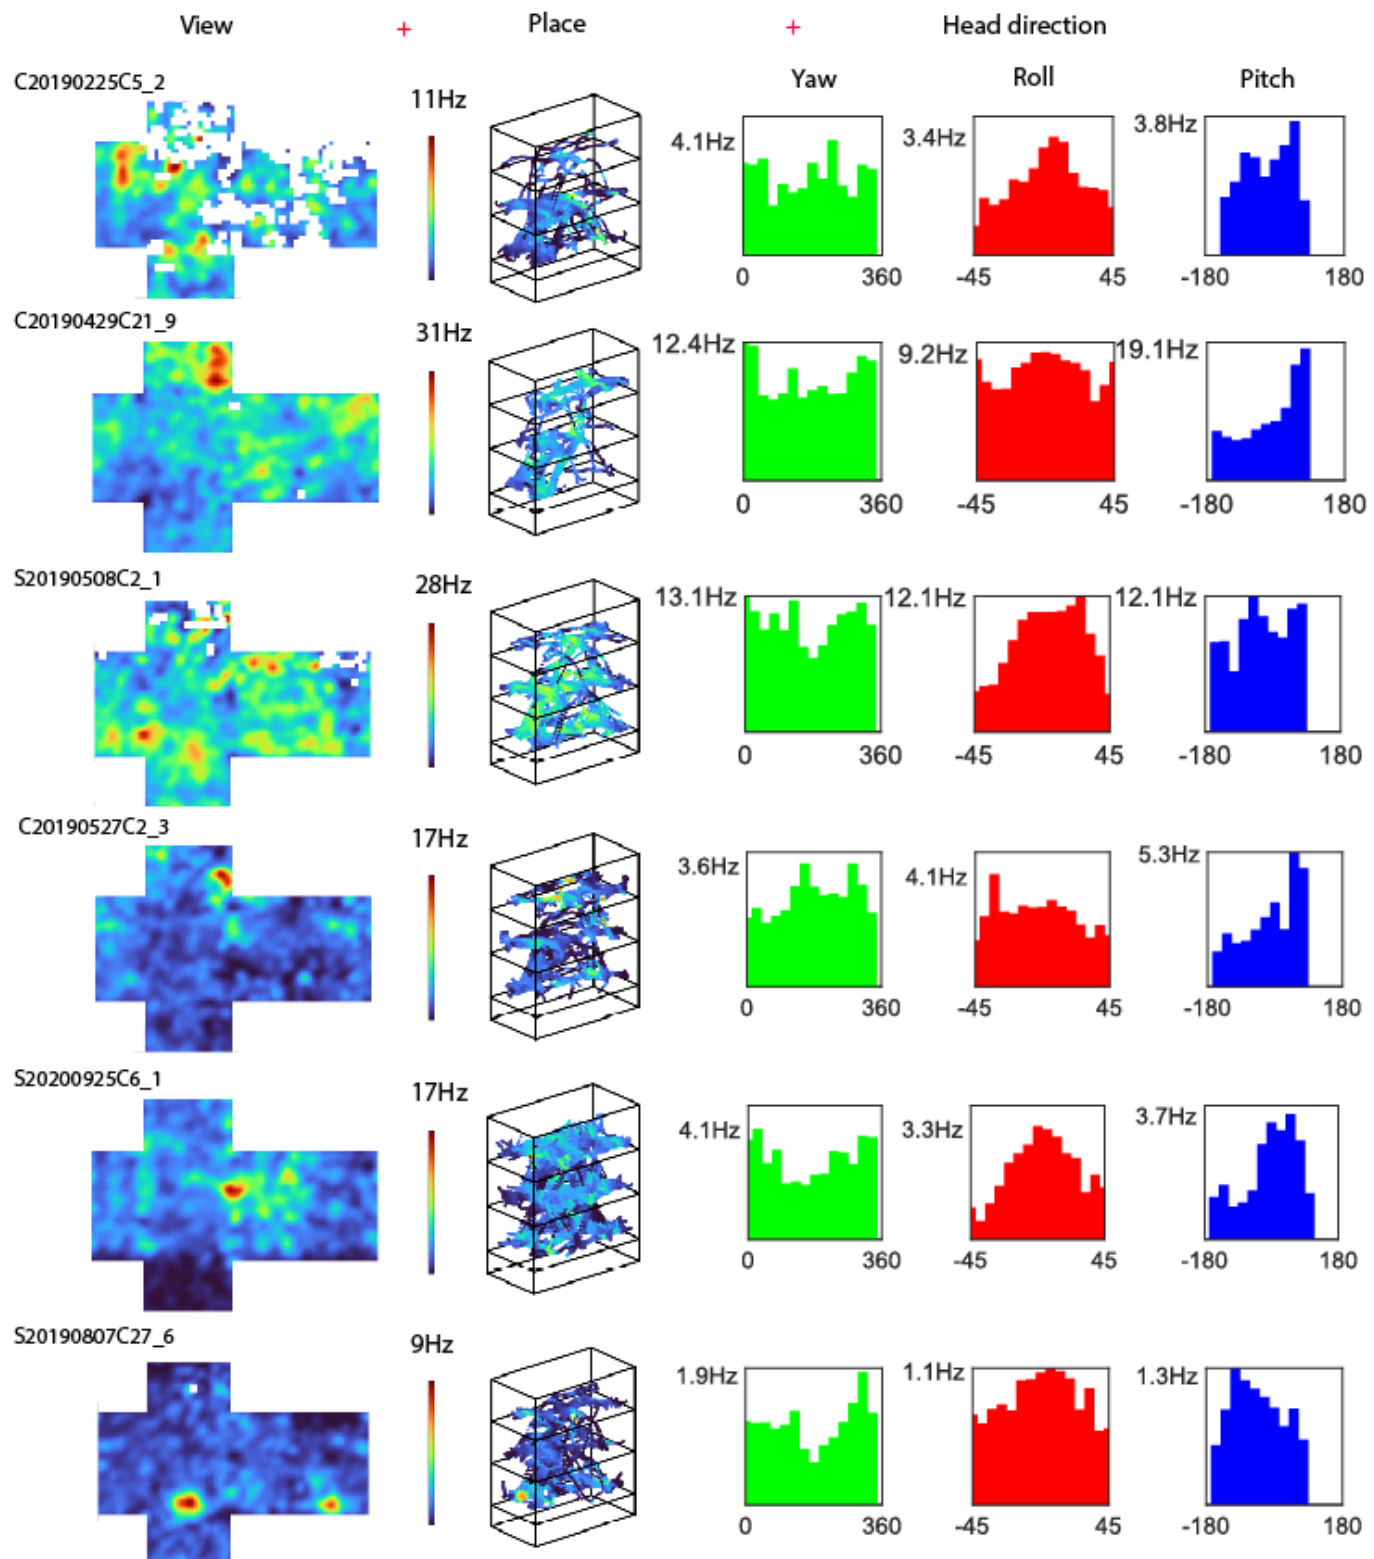 View + Place + Head direction
Yaw Roll Pitch
C20190225C5_2
11Hz
4.1Hz 3.4Hz 3.8Hz
0 360 -45 45 -180 180
C20190429C21_9
31Hz
12.4Hz 9.2Hz 19.1Hz
0 360 -45 45 -180 180
S20190508C2_1
28Hz
13.1Hz 12.1Hz 12.1Hz
0 360 -45 45 -180 180
C20190527C2_3
17Hz
3.6Hz 4.1Hz 5.3Hz
0 360 -45 45 -180 180
S20200925C6_1
17Hz
4.1Hz 3.3Hz 3.7Hz
0 360 -45 45 -180 180
S20190807C27_6
9Hz
1.9Hz 1.1Hz 1.3Hz
0 360 -45 45 -180 180